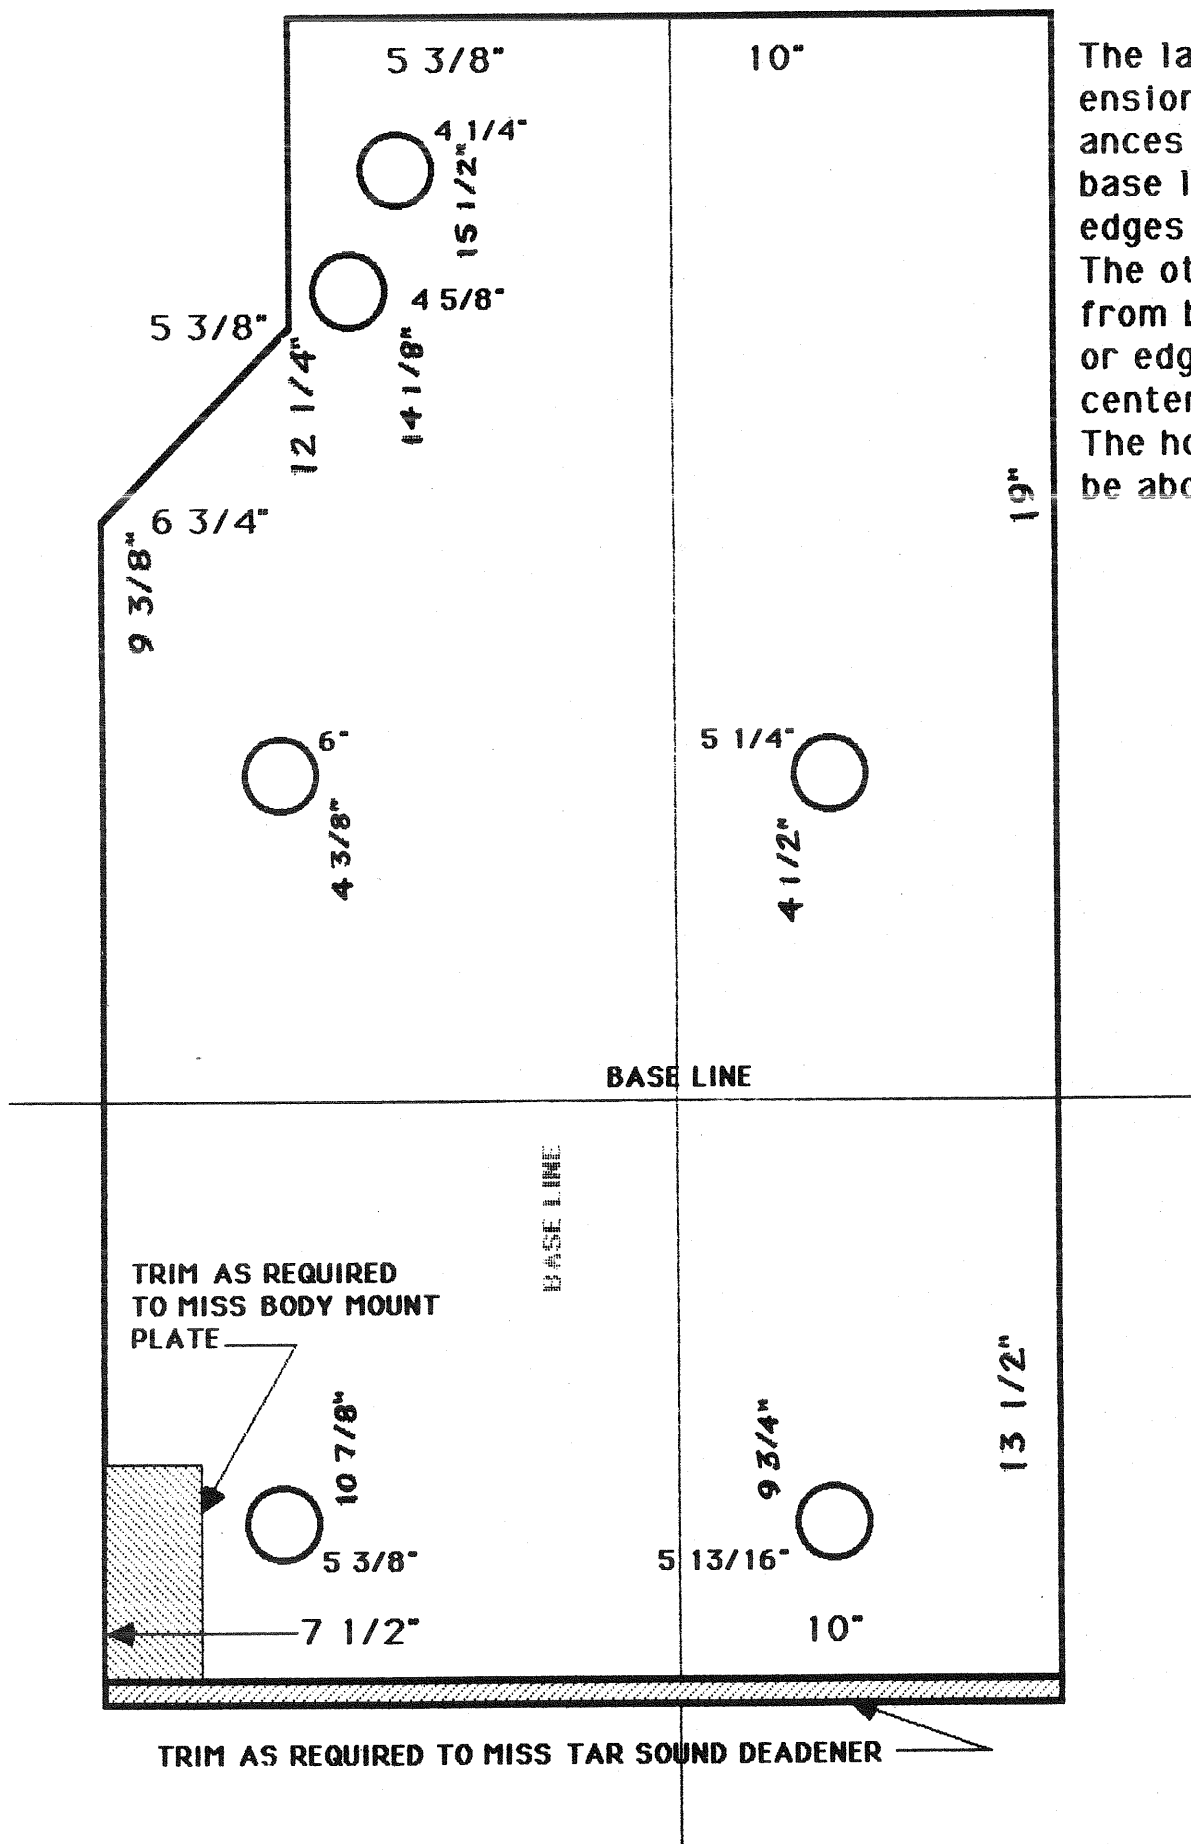 5 3/8"
10"
The la
ension
ances
base l
edges
The ot
from b
or edg
center
The ho
be abo
4 1/4"
15 1/2"
4 5/8"
14 1/8"
5 3/8"
12 1/4"
6 3/4"
9 3/8"
19"
6"
4 3/8"
5 1/4"
4 1/2"
BASE LINE
BASE LINE
TRIM AS REQUIRED
TO MISS BODY MOUNT
PLATE
10 7/8"
9 3/4"
13 1/2"
5 3/8"
5 13/16"
7 1/2"
10"
TRIM AS REQUIRED TO MISS TAR SOUND DEADENER